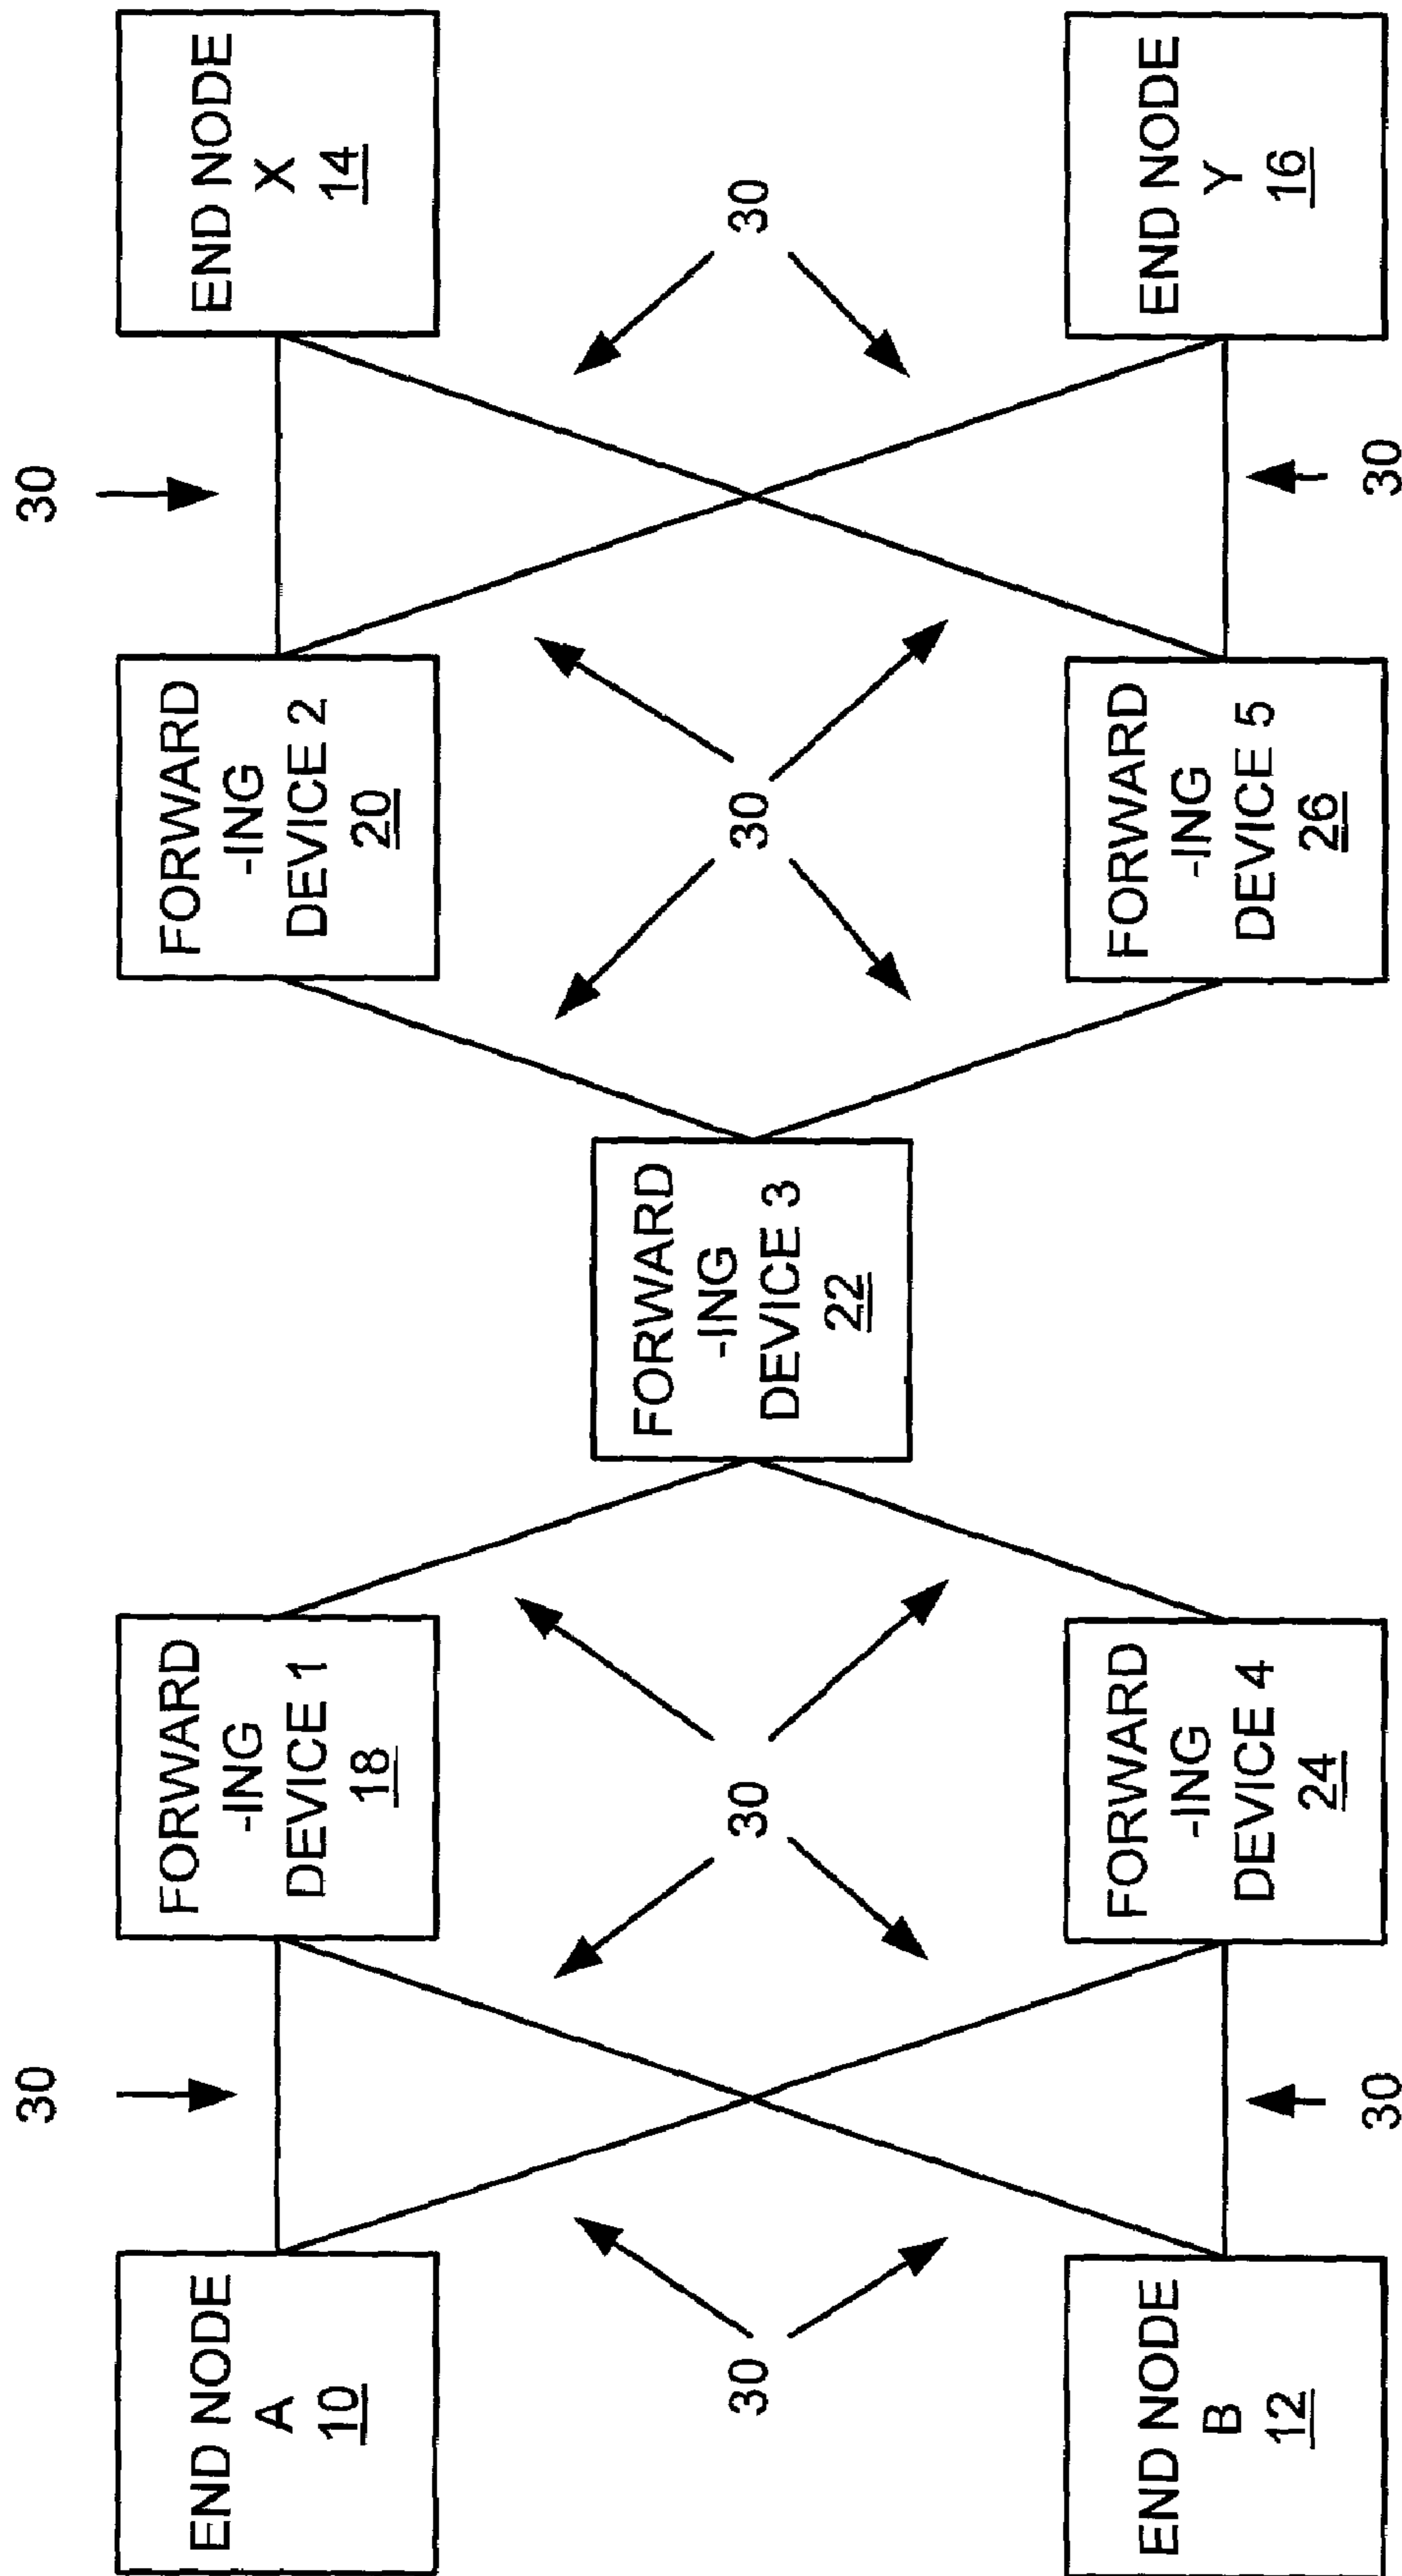 30
30
END NODE
A
10
FORWARD
-ING
DEVICE 1
18
FORWARD
-ING
DEVICE 2
20
END NODE
X
14
30
30
FORWARD
-ING
DEVICE 3
22
30
30
END NODE
B
12
FORWARD
-ING
DEVICE 4
24
FORWARD
-ING
DEVICE 5
26
END NODE
Y
16
30
30